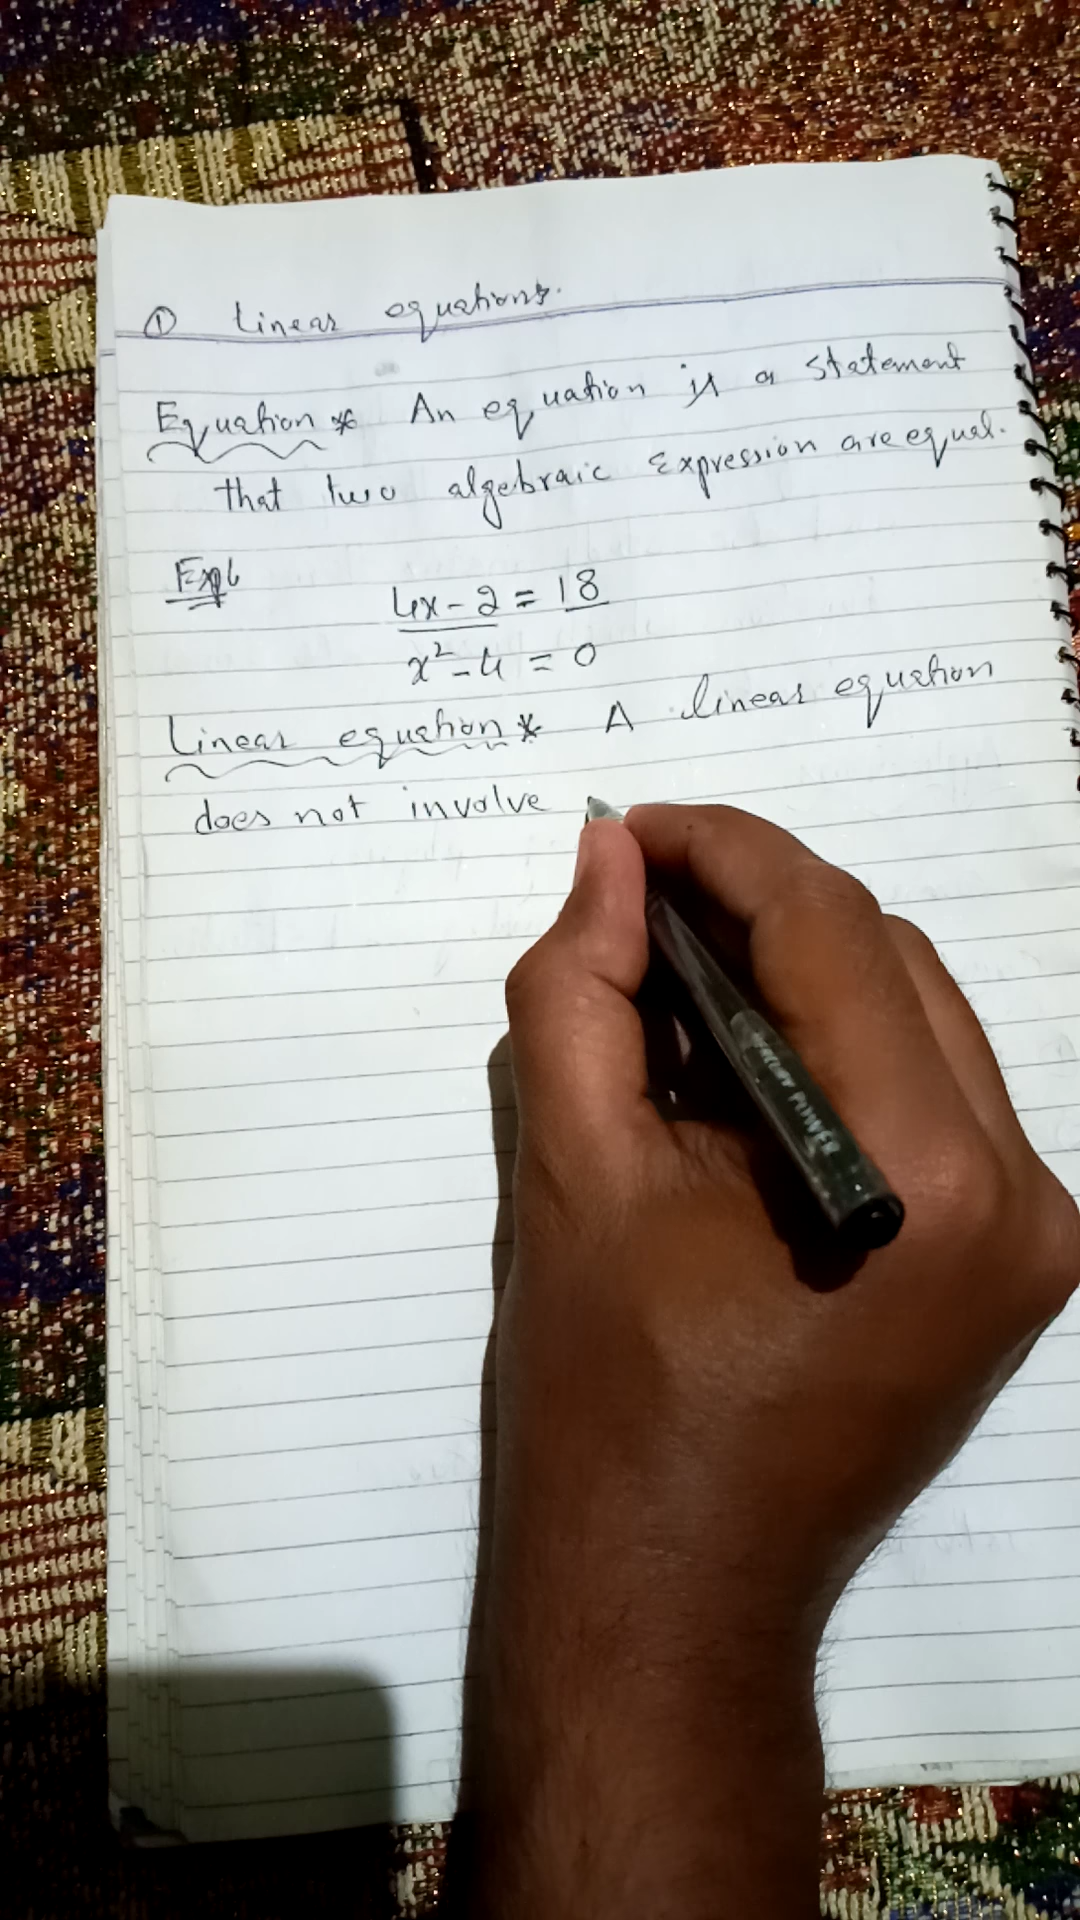 ① Linear equations.
Equation * An equation is a statement
that two algebraic expression are equal.
Expl
4x - 2 = 18
x² - 4 = 0
Linear equation * A linear equation
does not involve
POWER